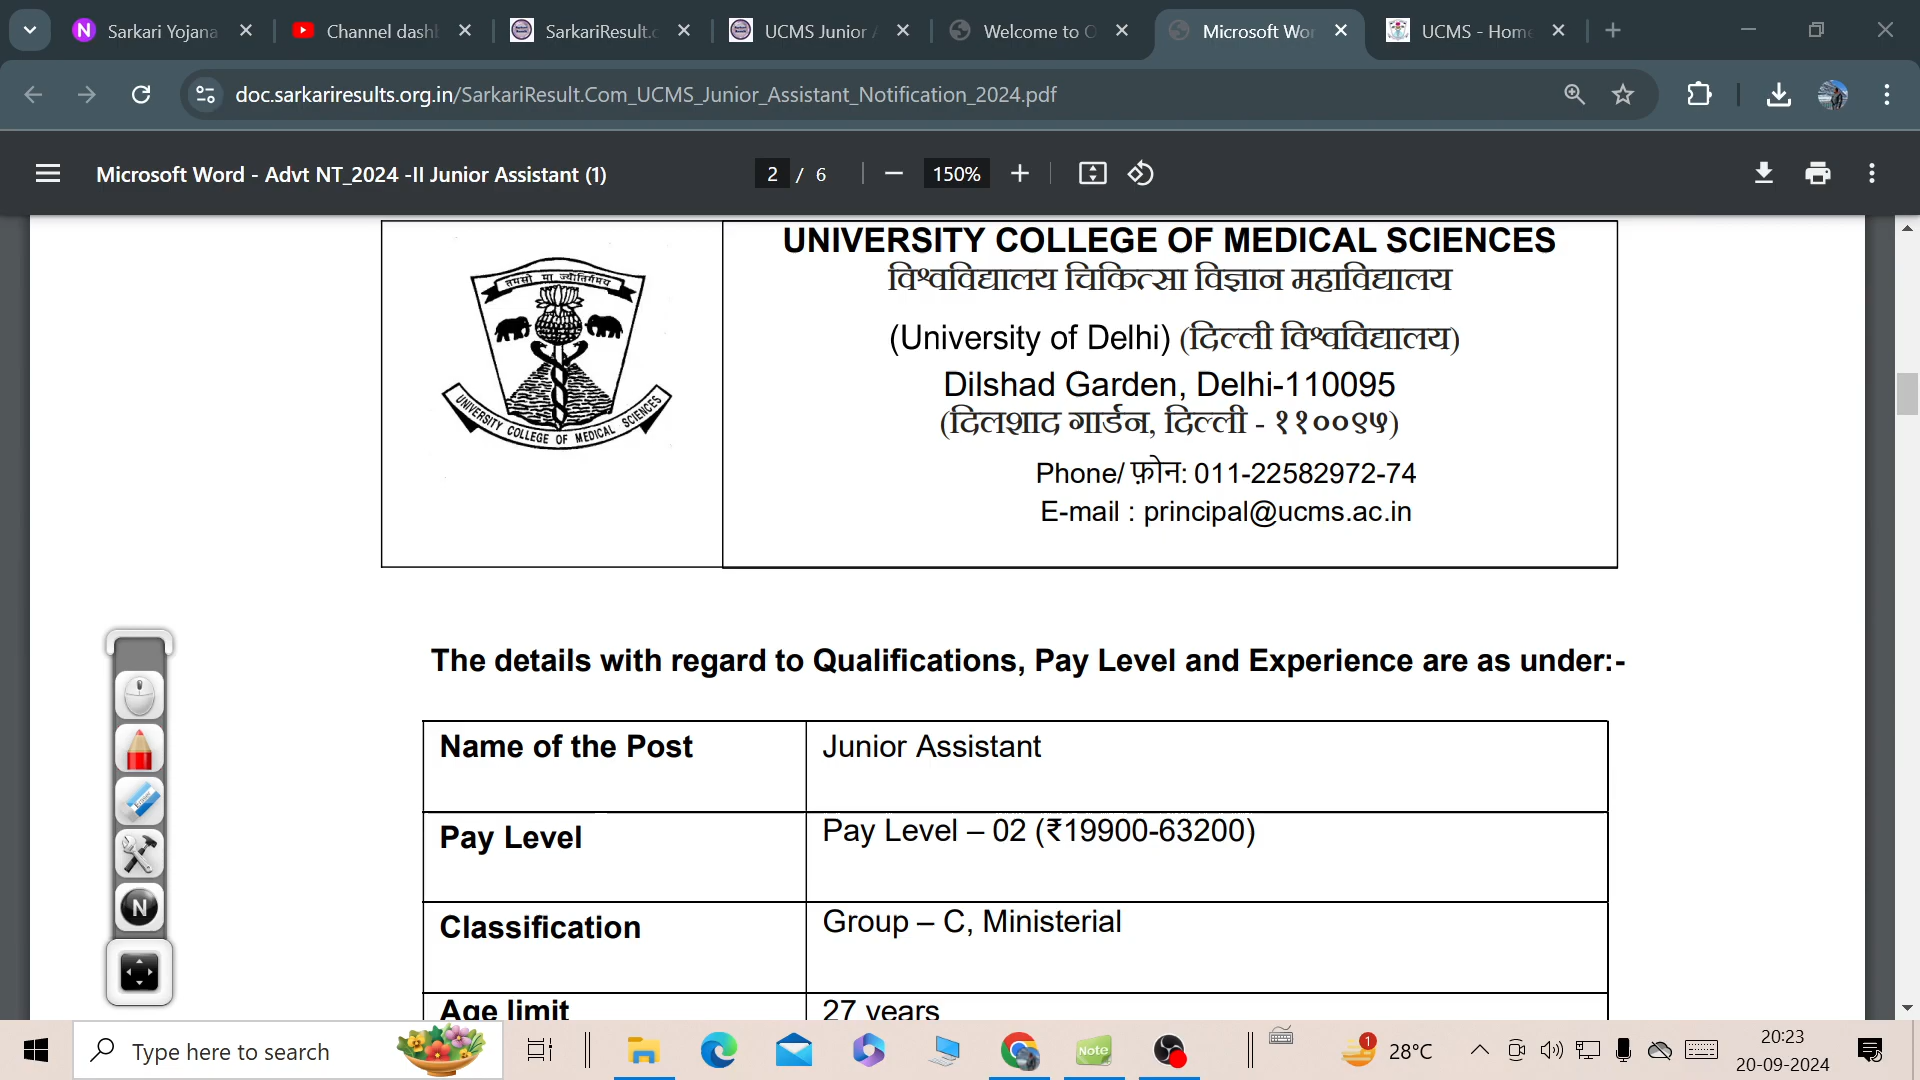 Sarkari Yojana
Channel dashb
SarkariResult.c
UCMS Junior A
Welcome to O
Microsoft Wor
UCMS - Home
doc.sarkariresults.org.in/SarkariResult.Com_UCMS_Junior_Assistant_Notification_2024.pdf
Microsoft Word - Advt NT_2024 -II Junior Assistant (1)
2 / 6
150%
UNIVERSITY COLLEGE OF MEDICAL SCIENCES
विश्वविद्यालय चिकित्सा विज्ञान महाविद्यालय
(University of Delhi) (दिल्ली विश्वविद्यालय)
Dilshad Garden, Delhi-110095
(दिलशाद गार्डन, दिल्ली - ११००९५)
Phone/ फ़ोन: 011-22582972-74
E-mail : principal@ucms.ac.in
तमसो मा ज्योतिर्गमय
UNIVERSITY COLLEGE OF MEDICAL SCIENCES
The details with regard to Qualifications, Pay Level and Experience are as under:-
Name of the Post
Junior Assistant
Pay Level
Pay Level – 02 (₹19900-63200)
Classification
Group – C, Ministerial
Age limit
27 years
N
Type here to search
Note
1
28°C
20:23
20-09-2024